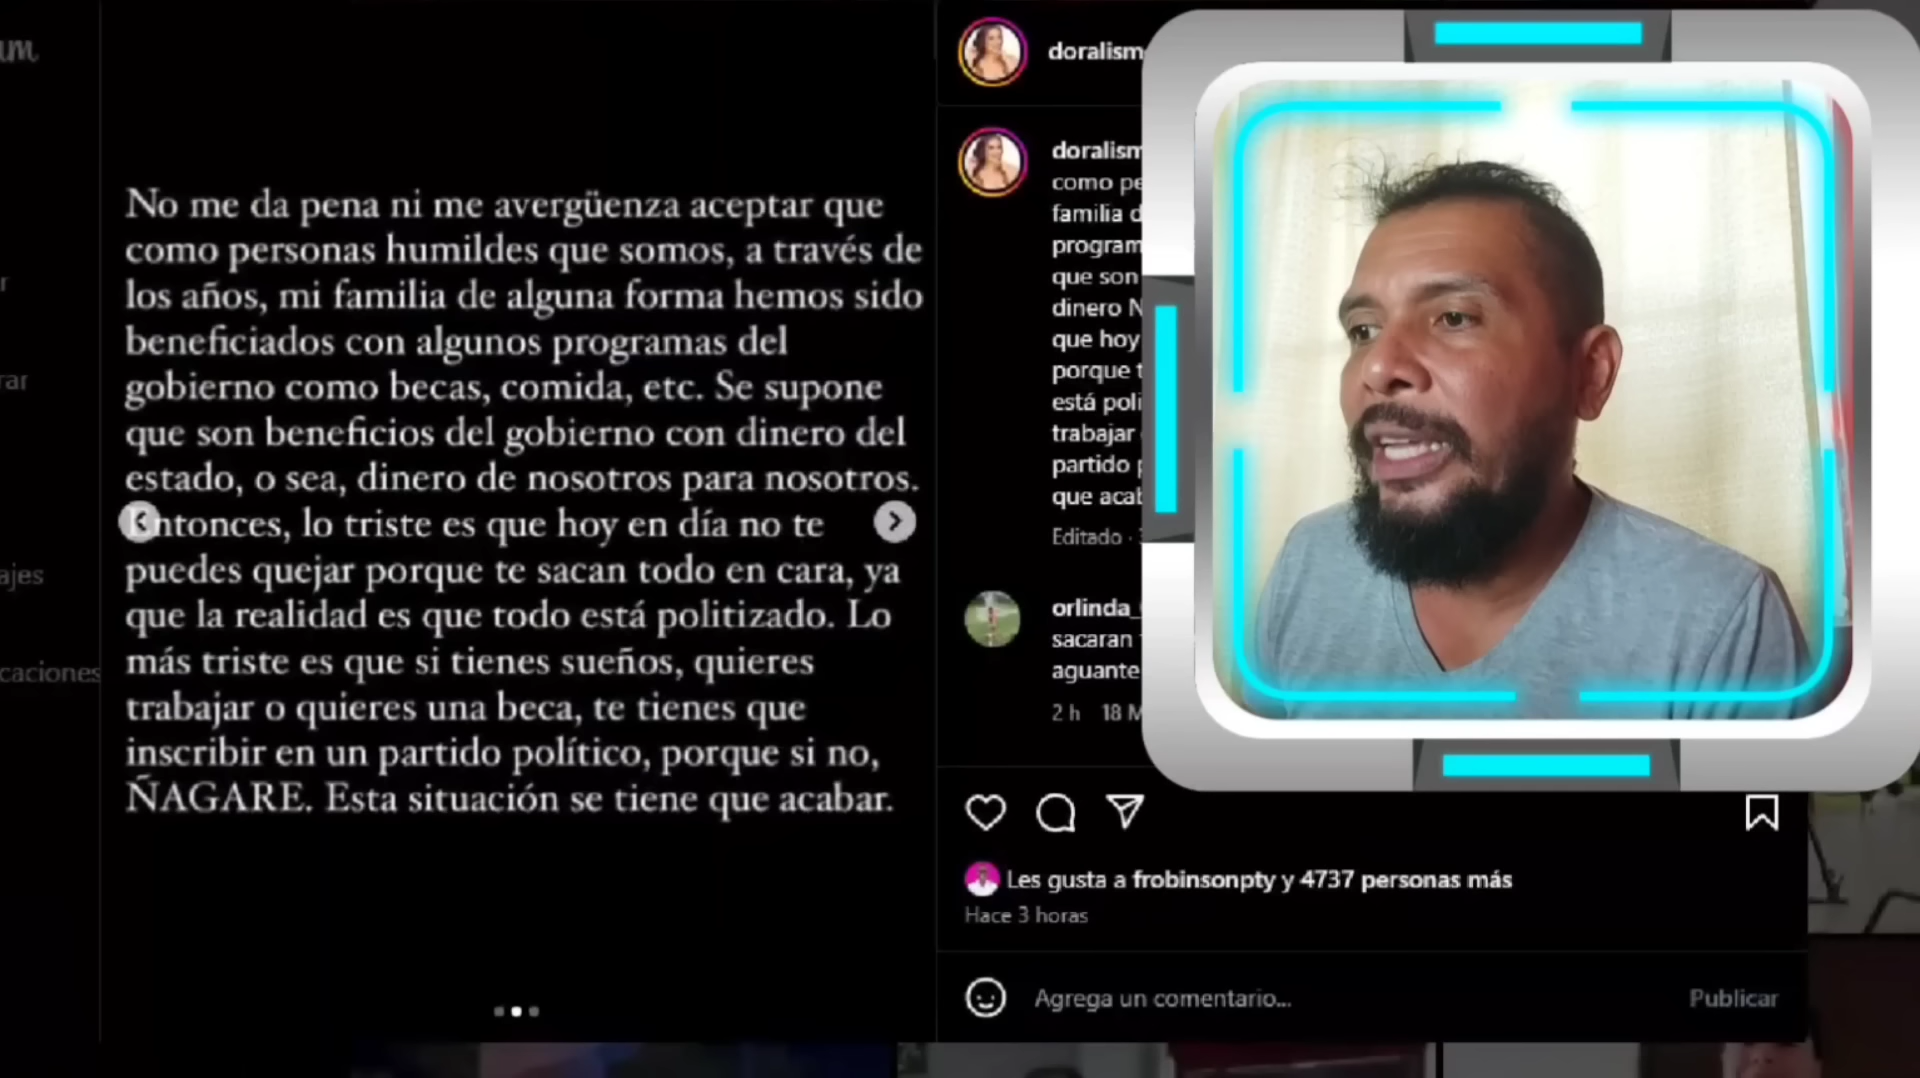 um
r
rar
ajes
caciones
No me da pena ni me avergüenza aceptar que
como personas humildes que somos, a través de
los años, mi familia de alguna forma hemos sido
beneficiados con algunos programas del
gobierno como becas, comida, etc. Se supone
que son beneficios del gobierno con dinero del
estado, o sea, dinero de nosotros para nosotros.
Entonces, lo triste es que hoy en día no te
puedes quejar porque te sacan todo en cara, ya
que la realidad es que todo está politizado. Lo
más triste es que si tienes sueños, quieres
trabajar o quieres una beca, te tienes que
inscribir en un partido político, porque si no,
ÑAGARE. Esta situación se tiene que acabar.
doralism
doralism
como pe
familia d
program
que son
dinero N
que hoy
porque t
está poli
trabajar
partido p
que acab
Editado ·
orlinda_
sacaran
aguante
2 h 18 M
Les gusta a frobinsonpty y 4737 personas más
Hace 3 horas
Agrega un comentario...
Publicar